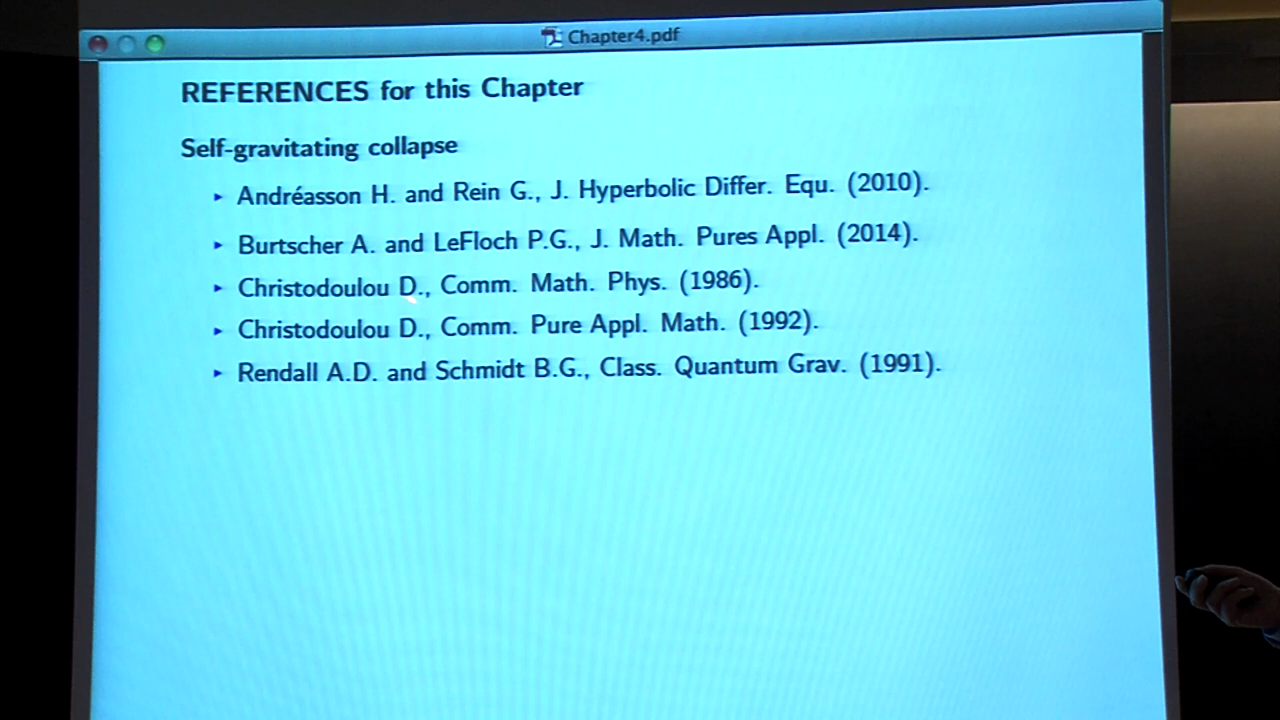 Chapter4.pdf
REFERENCES for this Chapter
Self-gravitating collapse
▸ Andréasson H. and Rein G., J. Hyperbolic Differ. Equ. (2010).
▸ Burtscher A. and LeFloch P.G., J. Math. Pures Appl. (2014).
▸ Christodoulou D., Comm. Math. Phys. (1986).
▸ Christodoulou D., Comm. Pure Appl. Math. (1992).
▸ Rendall A.D. and Schmidt B.G., Class. Quantum Grav. (1991).